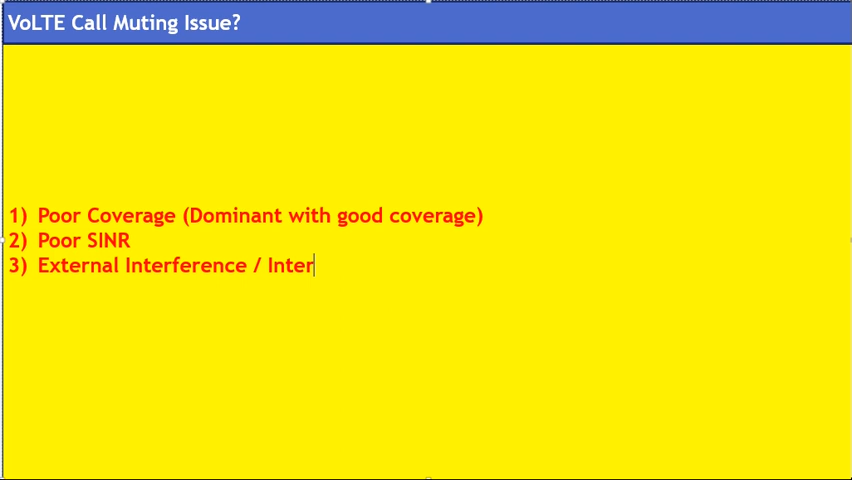 VoLTE Call Muting Issue?
1) Poor Coverage (Dominant with good coverage)
2) Poor SINR
3) External Interference / Inter